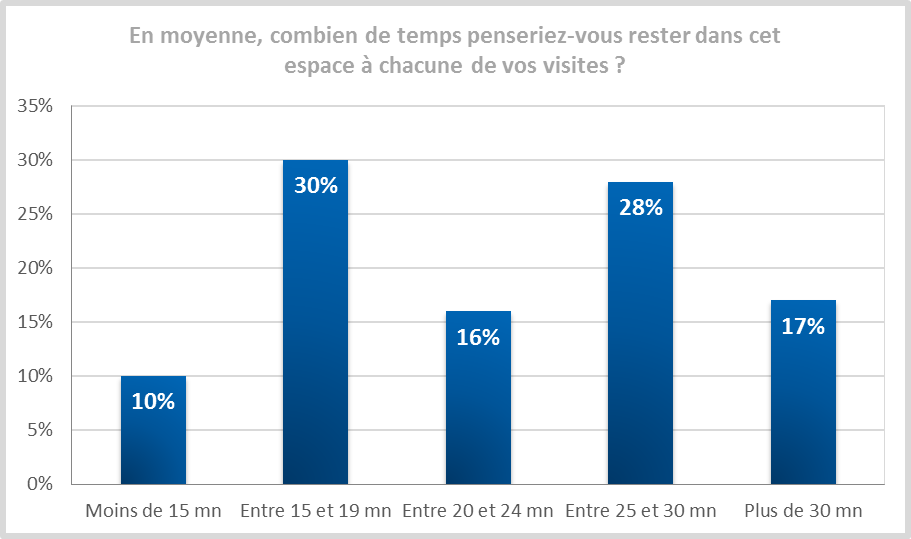 En moyenne, combien de temps penseriez-vous rester dans cet
espace à chacune de vos visites ?
35%
30%
25%
20%
15%
10%
5%
0%
10%
30%
16%
28%
17%
Moins de 15 mn
Entre 15 et 19 mn
Entre 20 et 24 mn
Entre 25 et 30 mn
Plus de 30 mn